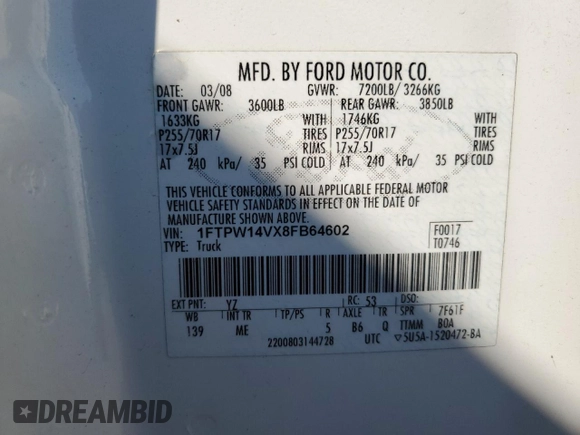 MFD. BY FORD MOTOR CO.
DATE: 03/08 GVWR: 7200LB/ 3266KG
FRONT GAWR: 3600LB REAR GAWR: 3850LB
1633KG WITH 1746KG WITH
P255/70R17 TIRES P255/70R17 TIRES
17x7.5J RIMS 17x7.5J RIMS
AT 240 kPa/ 35 PSI COLD AT 240 kPa/ 35 PSI COLD
THIS VEHICLE CONFORMS TO ALL APPLICABLE FEDERAL MOTOR
VEHICLE SAFETY STANDARDS IN EFFECT ON THE DATE OF
MANUFACTURE SHOWN ABOVE.
VIN: 1FTPW14VX8FB64602 F0017
TYPE: Truck T0746
EXT PNT: YZ RC: 53 DSO:
WB INT TR TP/PS R AXLE TR SPR 7F61F
139 ME 5 B6 Q TTMM BOA
2200803144728 UTC ▽5U5A-1520472-BA
DREAMBID